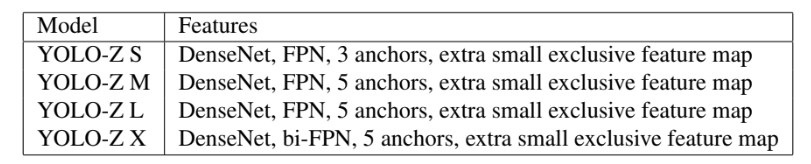 Model Features
YOLO-Z S DenseNet, FPN, 3 anchors, extra small exclusive feature map
YOLO-Z M DenseNet, FPN, 5 anchors, extra small exclusive feature map
YOLO-Z L DenseNet, FPN, 5 anchors, extra small exclusive feature map
YOLO-Z X DenseNet, bi-FPN, 5 anchors, extra small exclusive feature map